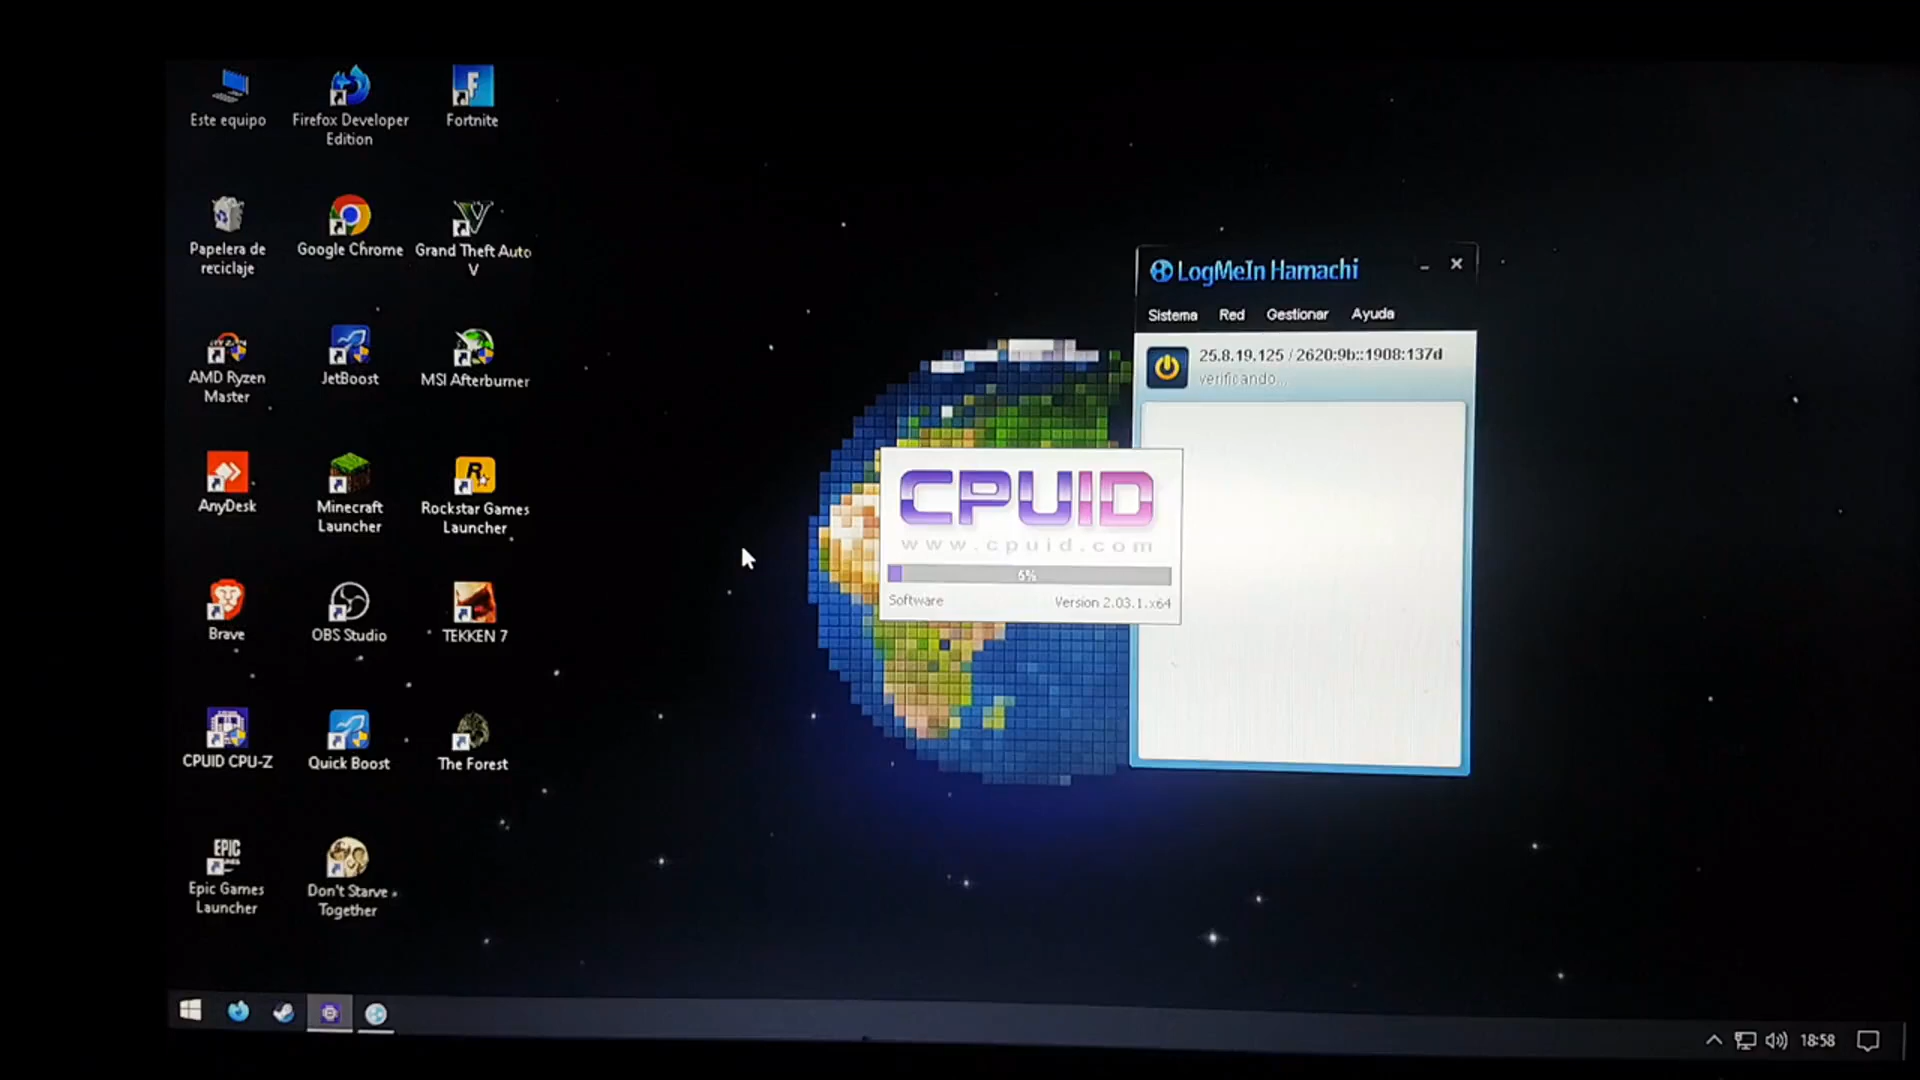 Este equipo
Firefox Developer
Edition
Fortnite
Papelera de
reciclaje
Google Chrome
Grand Theft Auto
V
AMD Ryzen
Master
JetBoost
MSI Afterburner
AnyDesk
Minecraft
Launcher
Rockstar Games
Launcher
Brave
OBS Studio
TEKKEN 7
CPUID CPU-Z
Quick Boost
The Forest
EPIC
Epic Games
Launcher
Don't Starve
Together
LogMeIn Hamachi
Sistema Red Gestionar Ayuda
25.8.19.125 / 2620:9b::1908:137d
verificando...
CPUID
www.cpuid.com
6%
Software Version 2.03.1.x64
18:58